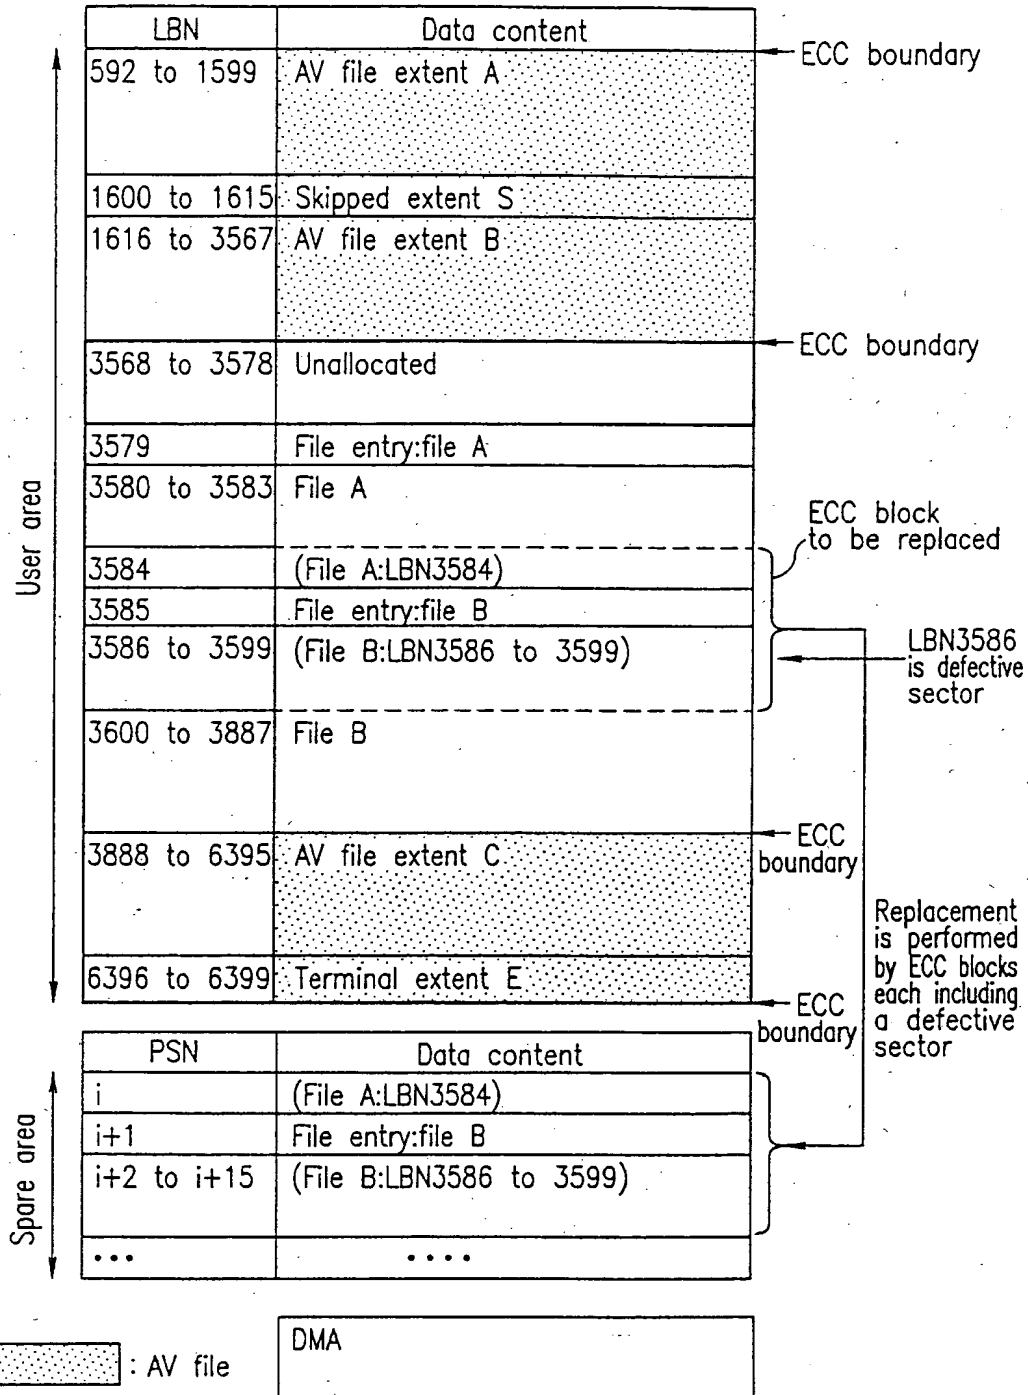 LBN Data content
ECC boundary
592 to 1599 AV file extent A
1600 to 1615 Skipped extent S
1616 to 3567 AV file extent B
ECC boundary
3568 to 3578 Unallocated
3579 File entry:file A
3580 to 3583 File A
ECC block
to be replaced
3584 (File A:LBN3584)
3585 File entry:file B
3586 to 3599 (File B:LBN3586 to 3599)
LBN3586
is defective
sector
3600 to 3887 File B
ECC
boundary
3888 to 6395 AV file extent C
6396 to 6399 Terminal extent E
ECC
boundary
User area
Replacement
is performed
by ECC blocks
each including
a defective
sector
PSN Data content
i (File A:LBN3584)
i+1 File entry:file B
i+2 to i+15 (File B:LBN3586 to 3599)
... ....
Spare area
: AV file
DMA